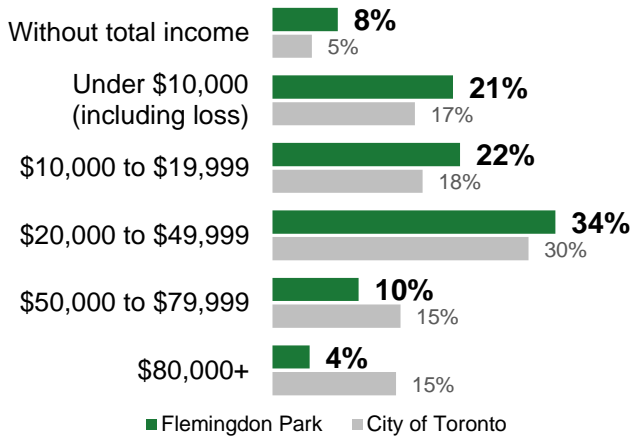 Without total income
8%
5%
Under $10,000
(including loss)
21%
17%
$10,000 to $19,999
22%
18%
$20,000 to $49,999
34%
30%
$50,000 to $79,999
10%
15%
$80,000+
4%
15%
Flemingdon Park City of Toronto